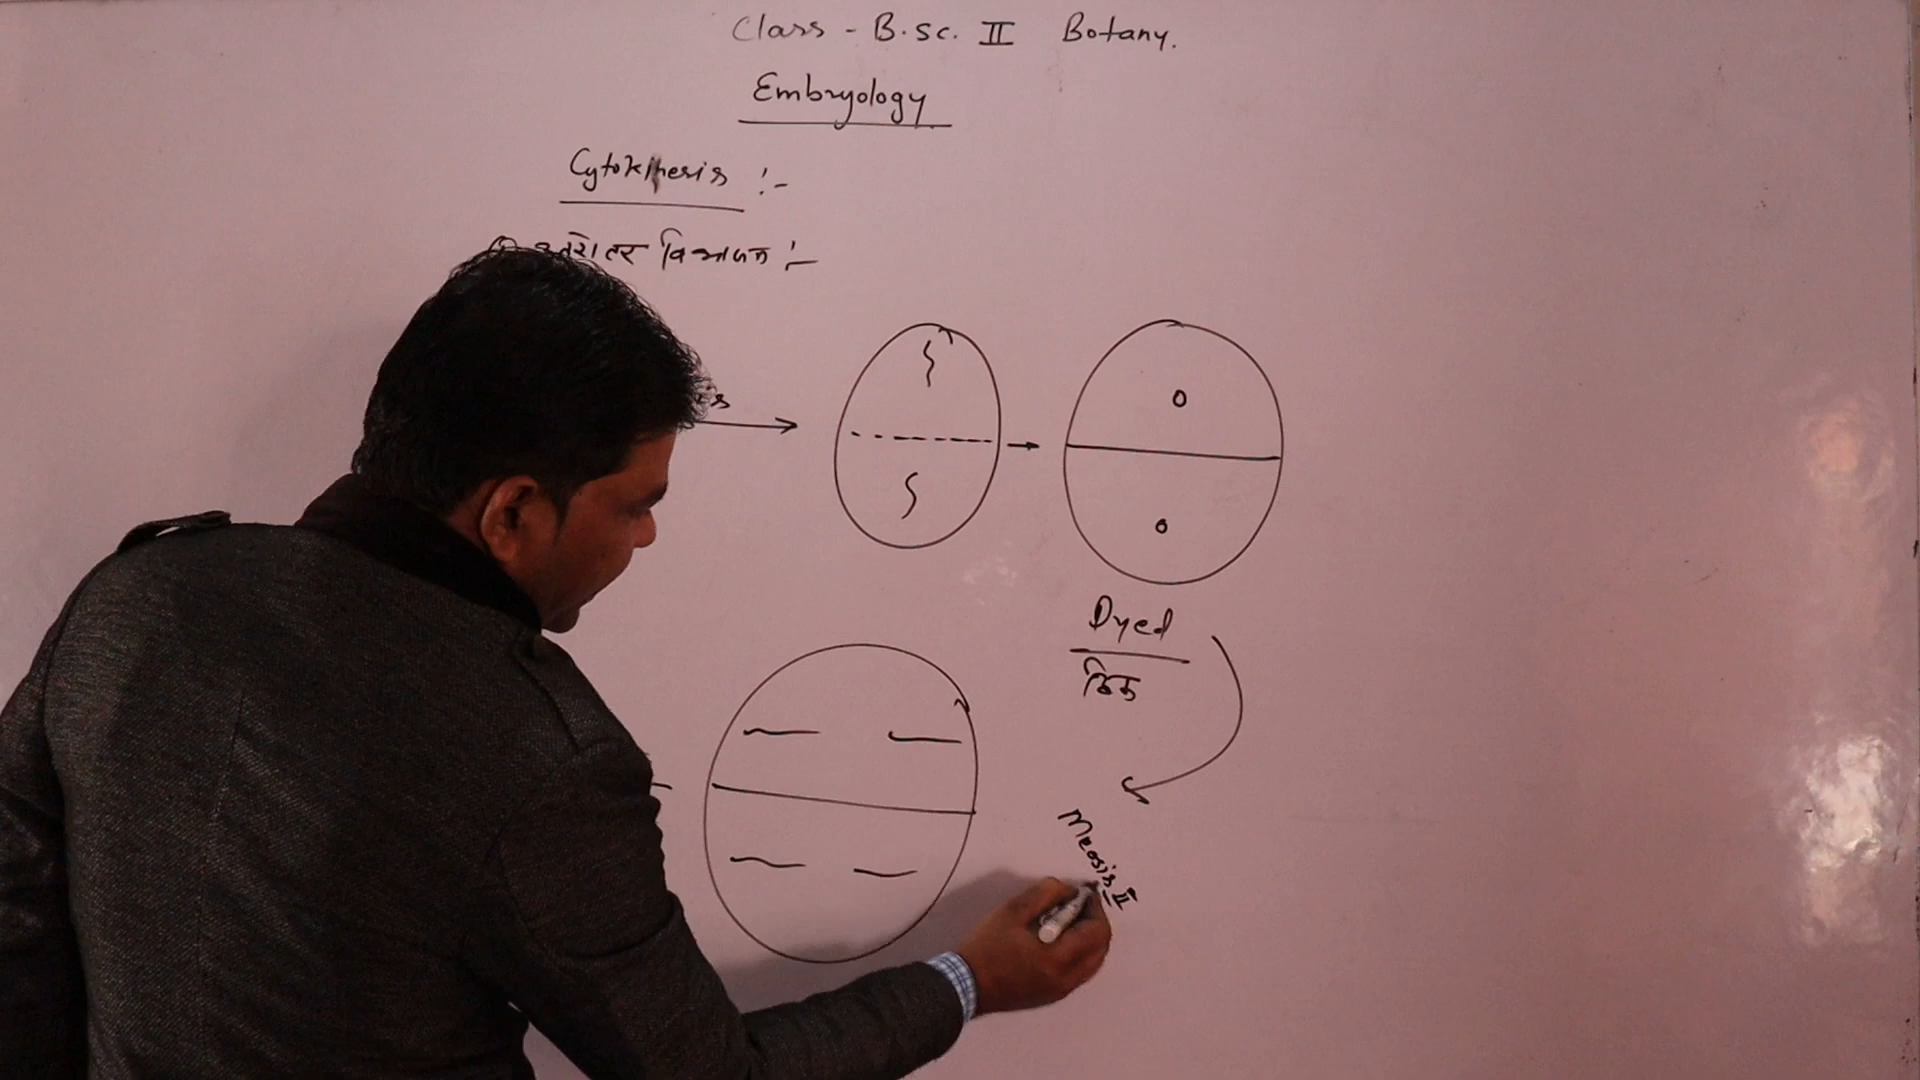 Class - B.Sc. II Botany.
Embryology
Cytokinesis :-
विभाजन :-
Dyed
द्विक
Meosis II